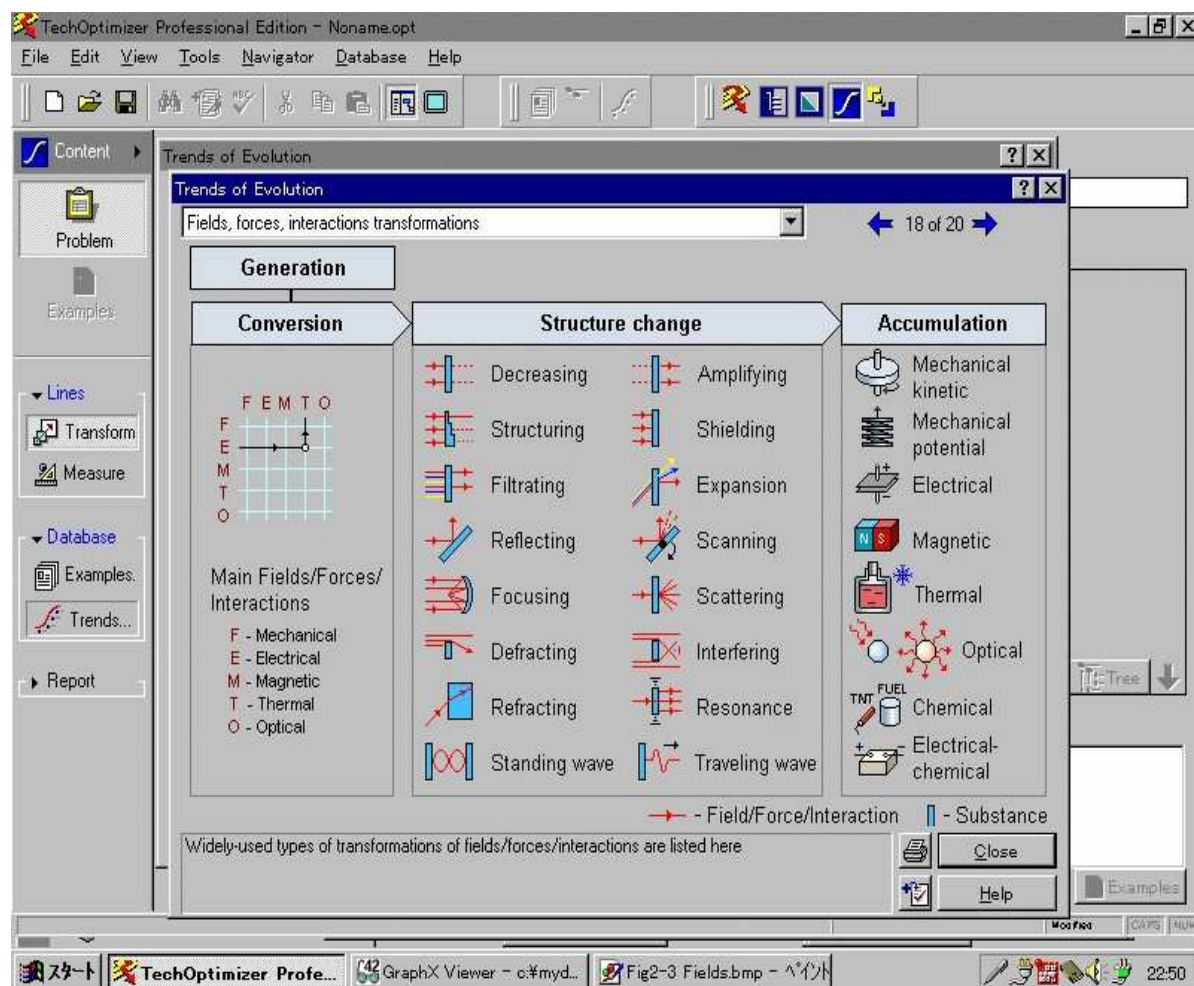 TechOptimizer Professional Edition - Noname.opt
File Edit View Tools Navigator Database Help
Content
Problem
Examples
Lines
Transform
Measure
Database
Examples.
Trends...
Report
Trends of Evolution
Trends of Evolution
Fields, forces, interactions transformations
18 of 20
Generation
Conversion
Structure change
Accumulation
F E M T O
F
E
M
T
O
Main Fields/Forces/
Interactions
F - Mechanical
E - Electrical
M - Magnetic
T - Thermal
O - Optical
Decreasing
Amplifying
Structuring
Shielding
Filtrating
Expansion
Reflecting
Scanning
Focusing
Scattering
Defracting
Interfering
Refracting
Resonance
Standing wave
Traveling wave
Mechanical
kinetic
Mechanical
potential
Electrical
N S
Magnetic
Thermal
Optical
TNT FUEL
Chemical
Electrical-
chemical
- Field/Force/Interaction
- Substance
Widely-used types of transformations of fields/forces/interactions are listed here
Close
Help
Tree
Examples
Modified CAPS NUM
スタート
TechOptimizer Profe...
GraphX Viewer - c:¥myd...
Fig2-3 Fields.bmp - ペイント
22:50